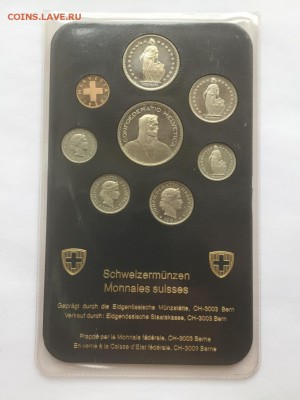 COINS.LAVE.RU
CONFOEDERATIO HELVETICA
Schweizermünzen
Monnaies suisses
Geprägt durch die Eidgenössische Münzstätte, CH-3003 Bern
Verkauf durch: Eidgenössische Staatskasse, CH-3003 Bern
Frappé par la Monnaie fédérale, CH-3003 Berne
En vente à la Caisse d'Etat fédérale, CH-3003 Berne